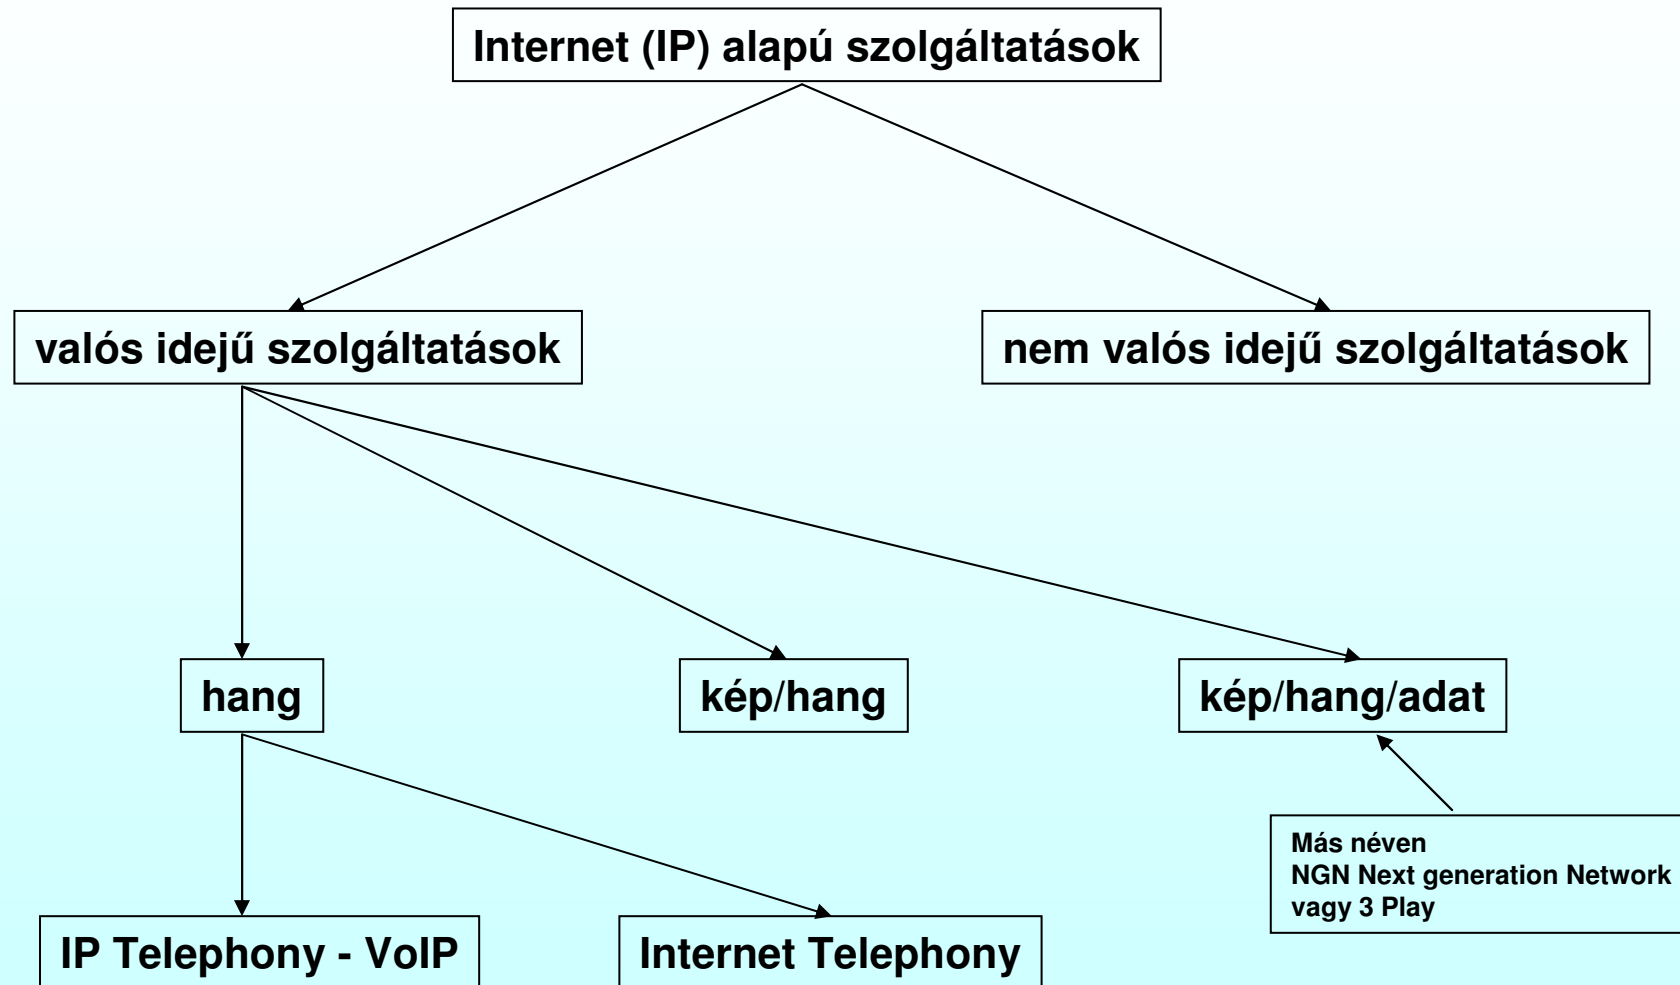 Internet (IP) alapú szolgáltatások
valós idejű szolgáltatások
nem valós idejű szolgáltatások
hang
kép/hang
kép/hang/adat
Más néven
NGN Next generation Network
vagy 3 Play
IP Telephony - VoIP
Internet Telephony